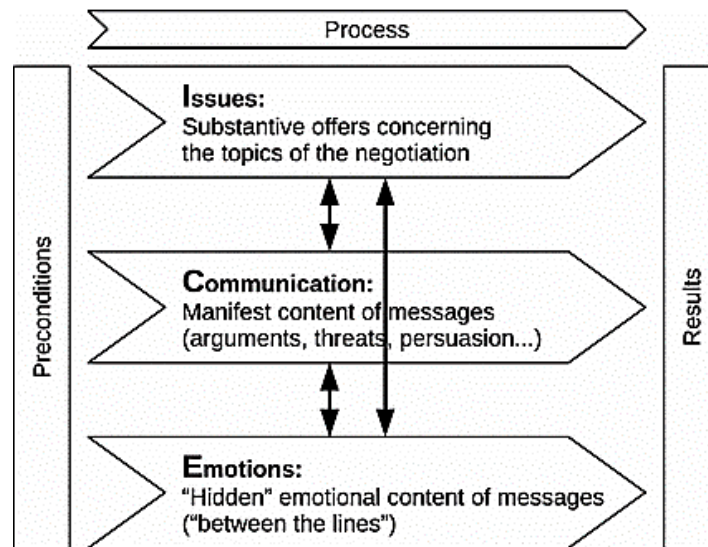 Process
Preconditions
Issues:
Substantive offers concerning
the topics of the negotiation
Communication:
Manifest content of messages
(arguments, threats, persuasion...)
Emotions:
“Hidden” emotional content of messages
(“between the lines”)
Results